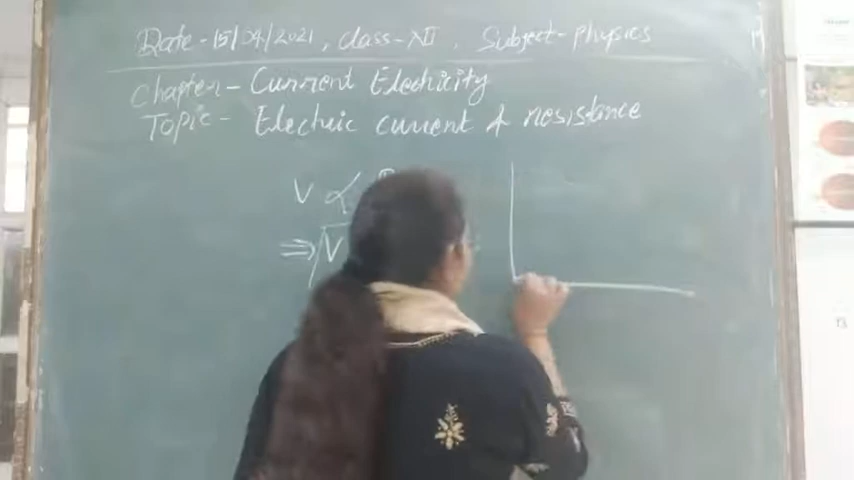 Date-15/04/2021, class-XII, Subject-Physics
Chapter- Current Electricity
Topic- Electric current & resistance
V ∝
⇒ V